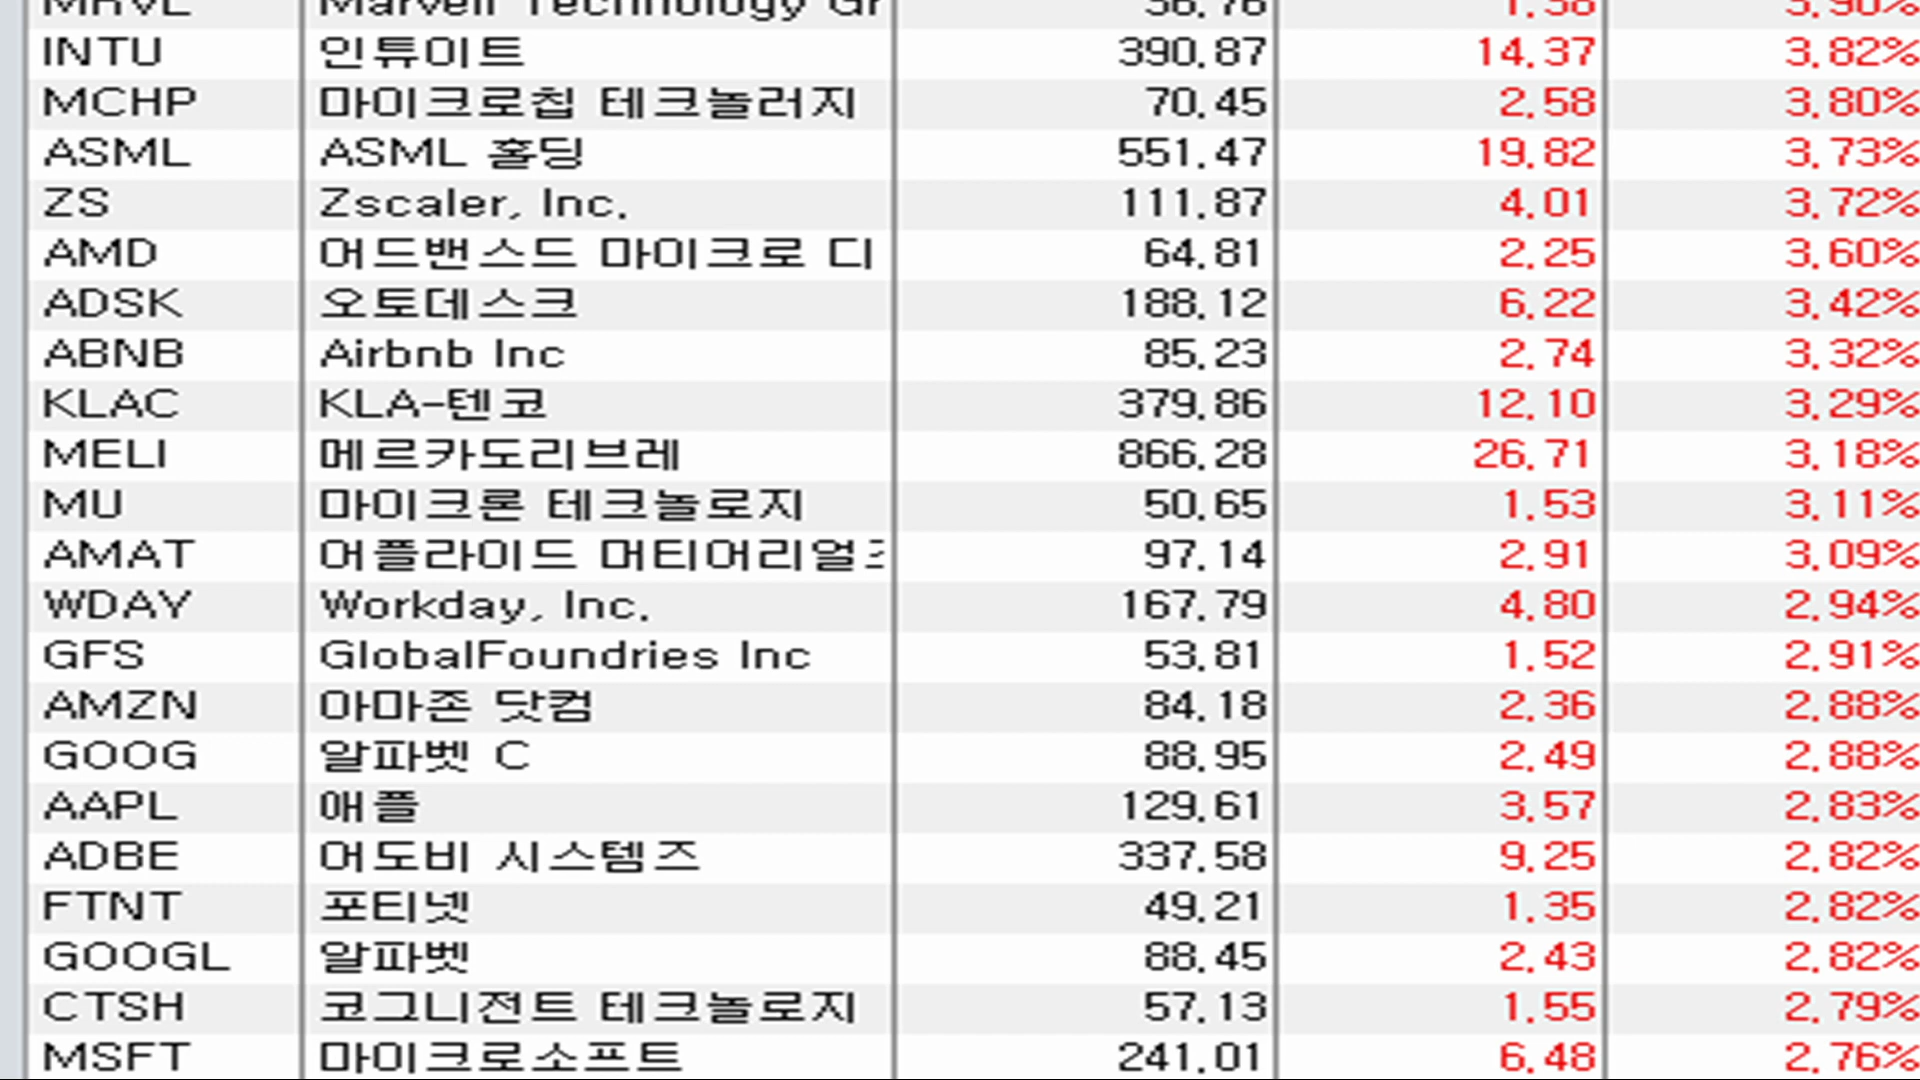 MRVL Marvell Technology Gr 36.76 1.38 3.90%
INTU 인튜이트 390.87 14.37 3.82%
MCHP 마이크로칩 테크놀러지 70.45 2.58 3.80%
ASML ASML 홀딩 551.47 19.82 3.73%
ZS Zscaler, Inc. 111.87 4.01 3.72%
AMD 어드밴스드 마이크로 디 64.81 2.25 3.60%
ADSK 오토데스크 188.12 6.22 3.42%
ABNB Airbnb Inc 85.23 2.74 3.32%
KLAC KLA-텐코 379.86 12.10 3.29%
MELI 메르카도리브레 866.28 26.71 3.18%
MU 마이크론 테크놀로지 50.65 1.53 3.11%
AMAT 어플라이드 머티어리얼즈 97.14 2.91 3.09%
WDAY Workday, Inc. 167.79 4.80 2.94%
GFS GlobalFoundries Inc 53.81 1.52 2.91%
AMZN 아마존 닷컴 84.18 2.36 2.88%
GOOG 알파벳 C 88.95 2.49 2.88%
AAPL 애플 129.61 3.57 2.83%
ADBE 어도비 시스템즈 337.58 9.25 2.82%
FTNT 포티넷 49.21 1.35 2.82%
GOOGL 알파벳 88.45 2.43 2.82%
CTSH 코그니전트 테크놀로지 57.13 1.55 2.79%
MSFT 마이크로소프트 241.01 6.48 2.76%